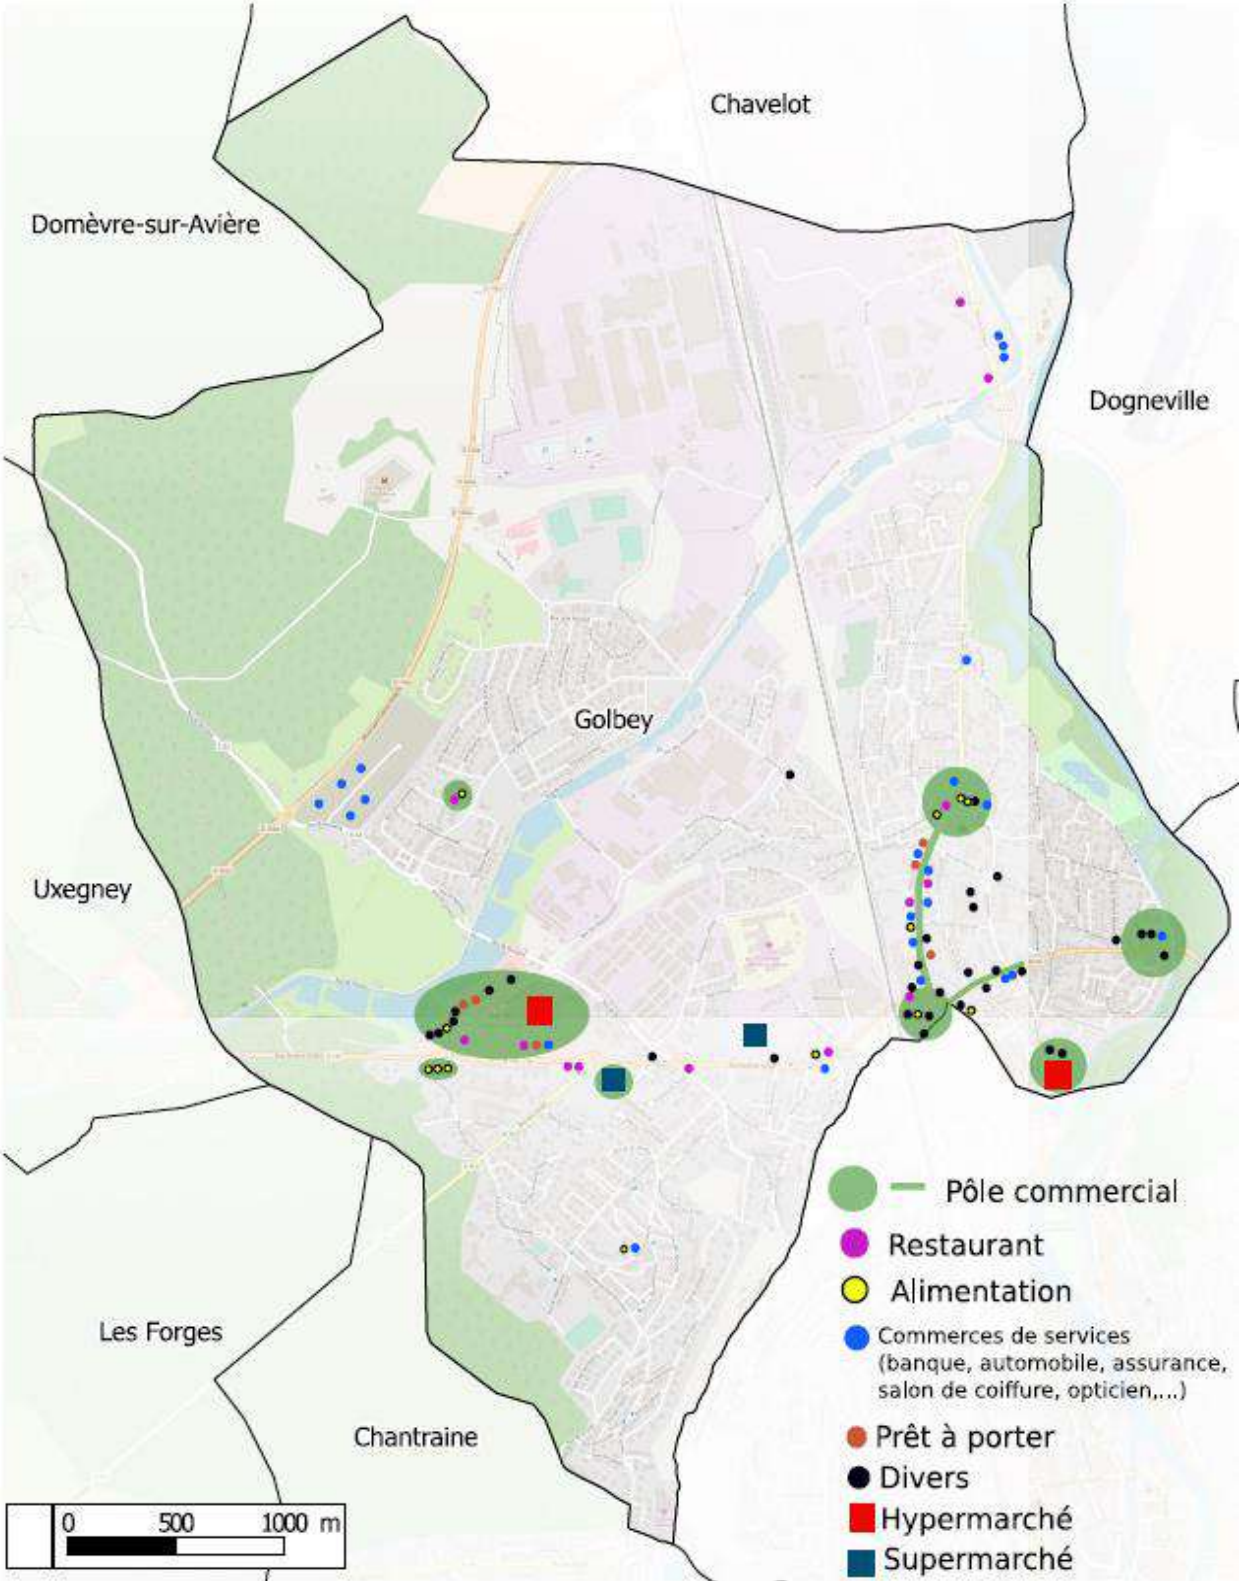 Chavelot
Domèvre-sur-Avière
Dogneville
Golbey
Uxegney
Les Forges
Chantraine
Pôle commercial
Restaurant
Alimentation
Commerces de services
(banque, automobile, assurance,
salon de coiffure, opticien,...)
Prêt à porter
Divers
Hypermarché
Supermarché
0 500 1000 m